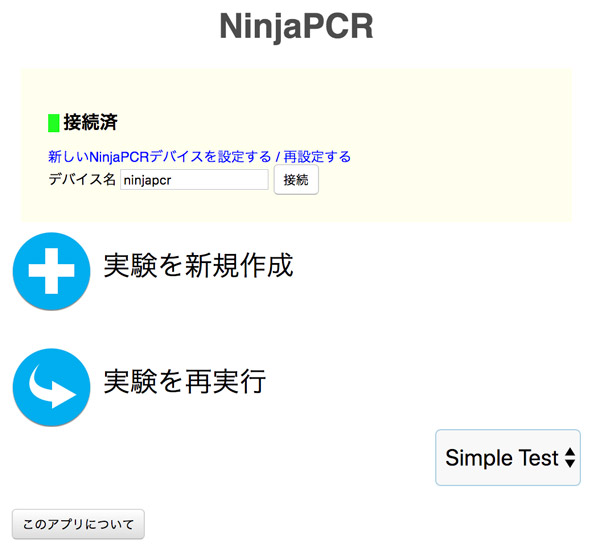 NinjaPCR
接続済
新しいNinjaPCRデバイスを設定する / 再設定する
デバイス名 ninjapcr 接続
実験を新規作成
実験を再実行
Simple Test
このアプリについて